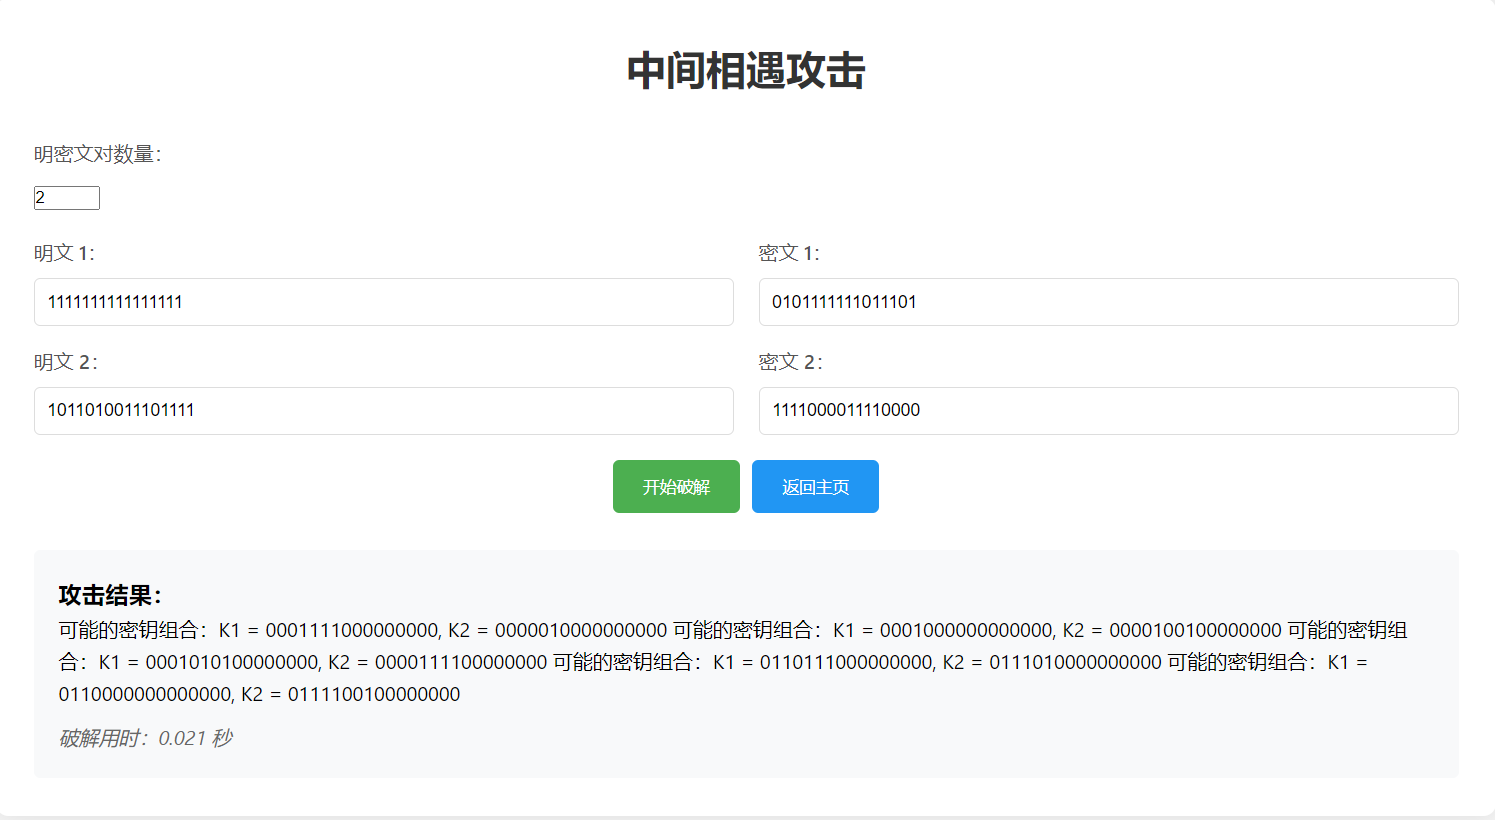 中间相遇攻击
明密文对数量：
2
明文 1：
密文 1：
1111111111111111
0101111111011101
明文 2：
密文 2：
1011010011101111
1111000011110000
开始破解
返回主页
攻击结果：
可能的密钥组合：K1 = 0001111000000000, K2 = 0000010000000000 可能的密钥组合：K1 = 0001000000000000, K2 = 0000100100000000 可能的密钥组
合：K1 = 0001010100000000, K2 = 0000111100000000 可能的密钥组合：K1 = 0110111000000000, K2 = 0111010000000000 可能的密钥组合：K1 =
0110000000000000, K2 = 0111100100000000
破解用时：0.021 秒